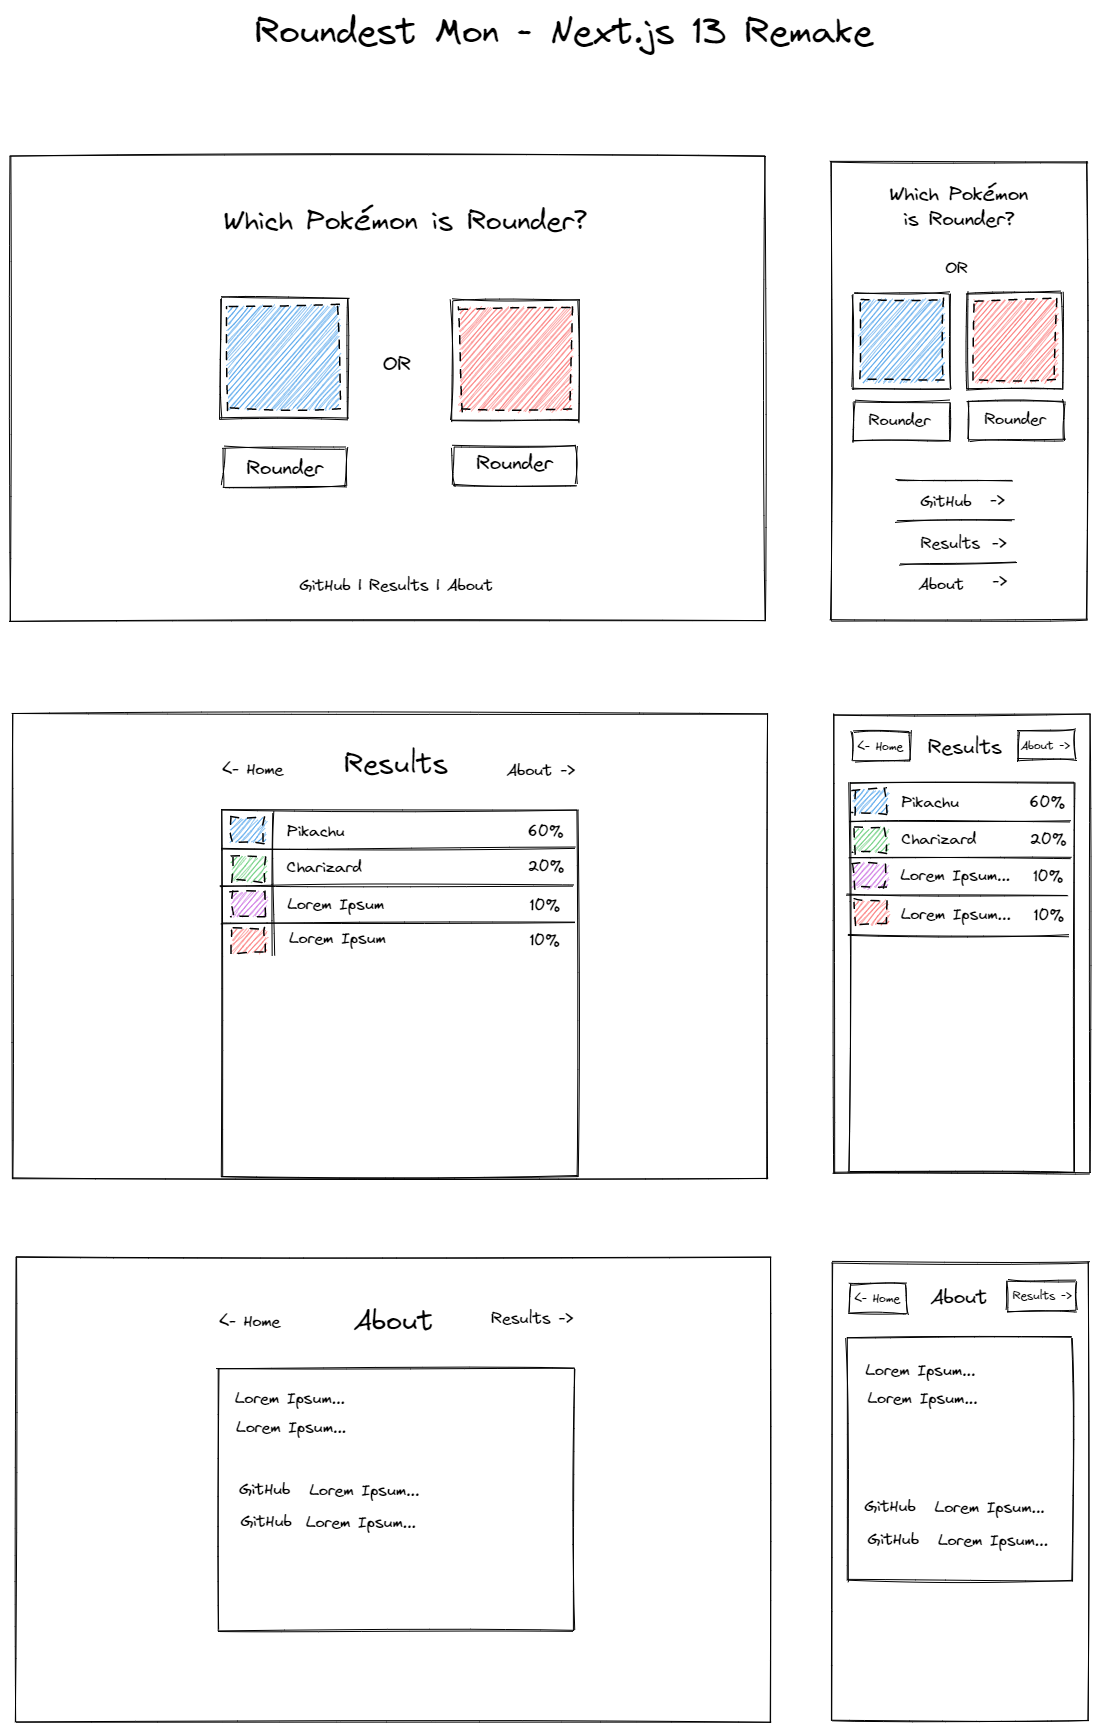 Roundest Mon - Next.js 13 Remake
Which Pokémon is Rounder?
OR
Rounder
Rounder
GitHub | Results | About
Which Pokémon
is Rounder?
OR
Rounder
Rounder
GitHub ->
Results ->
About ->
<- Home
Results
About ->
Pikachu 60%
Charizard 20%
Lorem Ipsum 10%
Lorem Ipsum 10%
<- Home
Results
About ->
Pikachu 60%
Charizard 20%
Lorem Ipsum... 10%
Lorem Ipsum... 10%
<- Home
About
Results ->
Lorem Ipsum...
Lorem Ipsum...
GitHub Lorem Ipsum...
GitHub Lorem Ipsum...
<- Home
About
Results ->
Lorem Ipsum...
Lorem Ipsum...
GitHub Lorem Ipsum...
GitHub Lorem Ipsum...